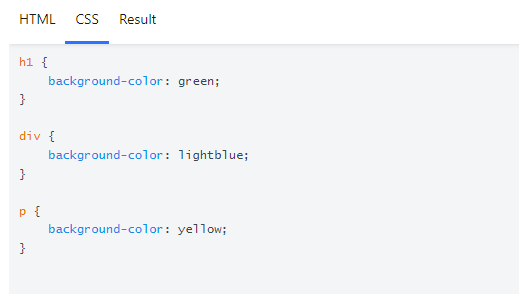 HTML CSS Result
h1 {
    background-color: green;
}
div {
    background-color: lightblue;
}
p {
    background-color: yellow;
}